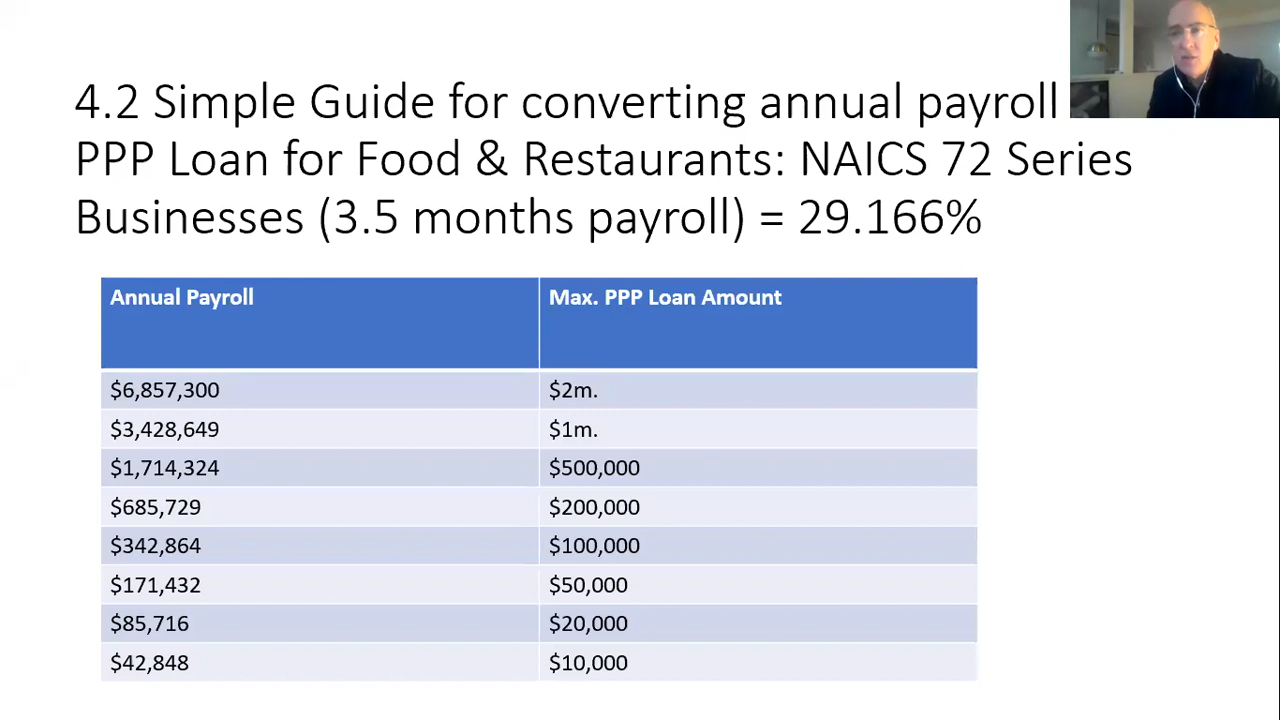 4.2 Simple Guide for converting annual payroll
PPP Loan for Food & Restaurants: NAICS 72 Series
Businesses (3.5 months payroll) = 29.166%
Annual Payroll Max. PPP Loan Amount
$6,857,300 $2m.
$3,428,649 $1m.
$1,714,324 $500,000
$685,729 $200,000
$342,864 $100,000
$171,432 $50,000
$85,716 $20,000
$42,848 $10,000